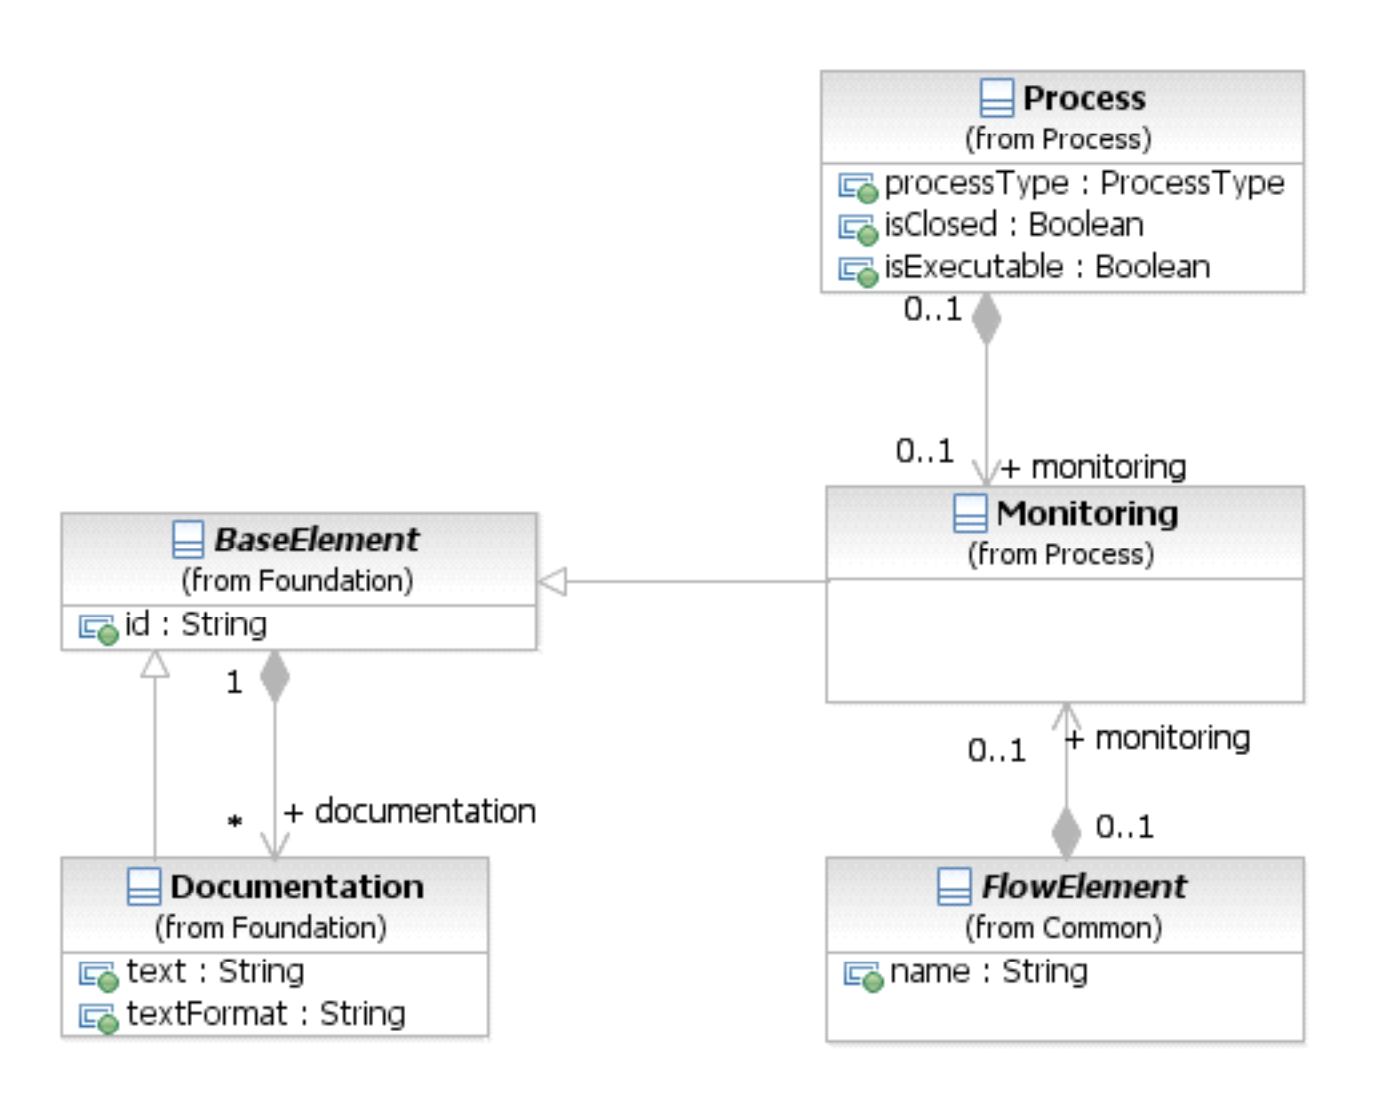 Process
(from Process)
processType : ProcessType
isClosed : Boolean
isExecutable : Boolean
0..1
0..1
+ monitoring
Monitoring
(from Process)
BaseElement
(from Foundation)
id : String
1
*
+ documentation
Documentation
(from Foundation)
text : String
textFormat : String
0..1
+ monitoring
0..1
FlowElement
(from Common)
name : String